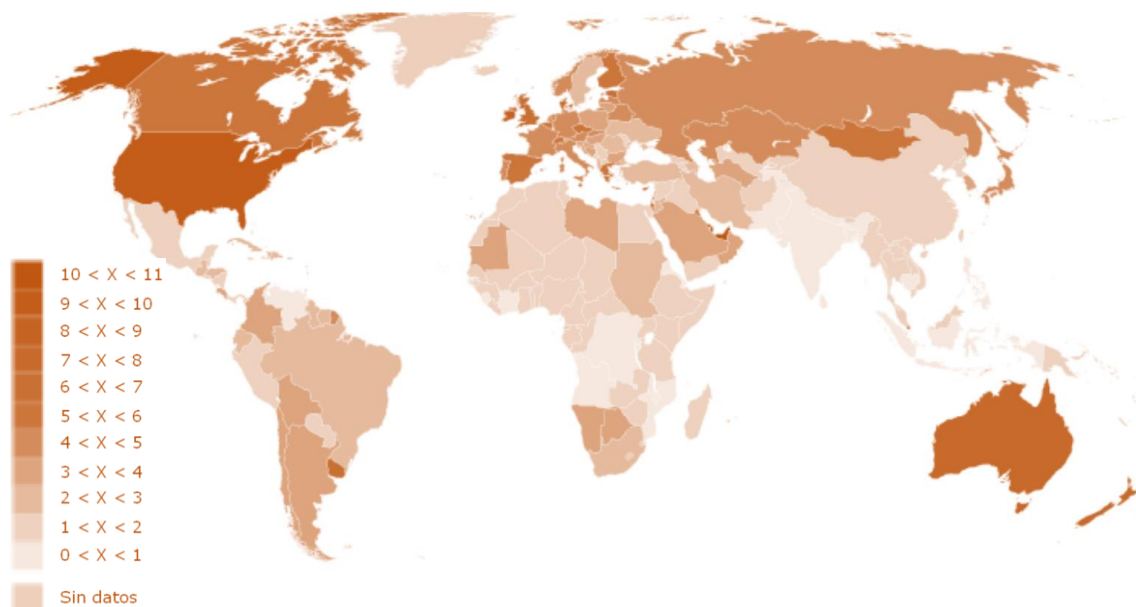 10 < X < 11
9 < X < 10
8 < X < 9
7 < X < 8
6 < X < 7
5 < X < 6
4 < X < 5
3 < X < 4
2 < X < 3
1 < X < 2
0 < X < 1
Sin datos